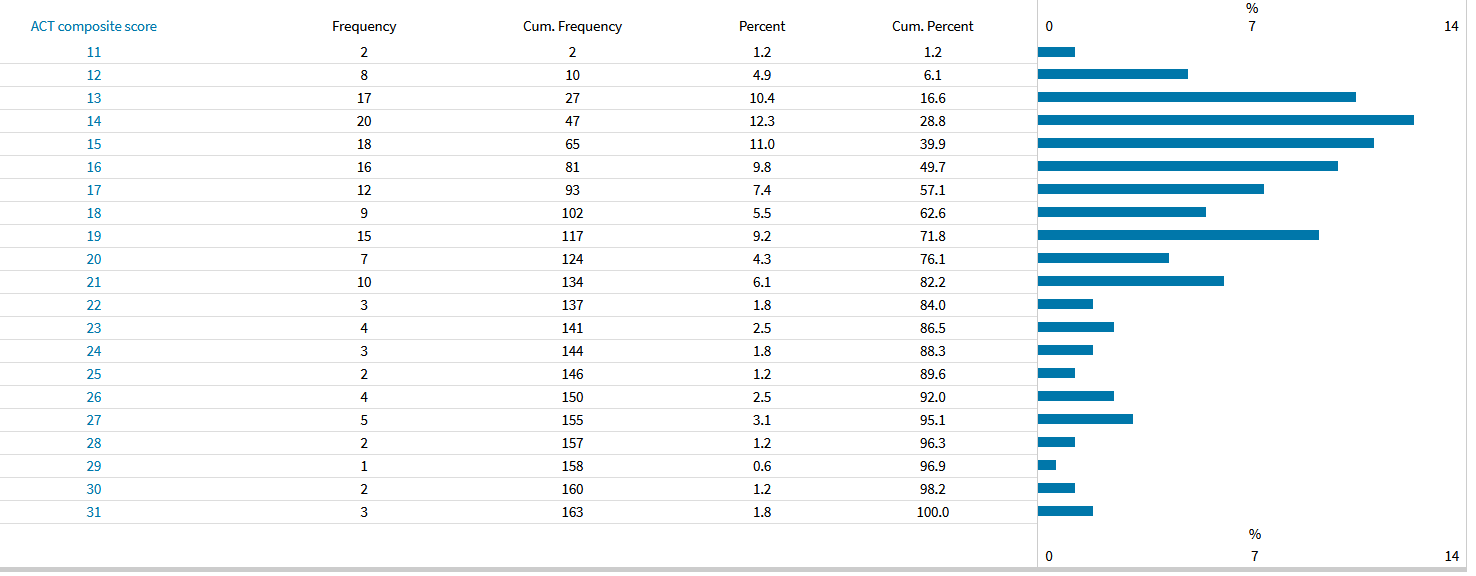 %
ACT composite score Frequency Cum. Frequency Percent Cum. Percent 0 7 14
11 2 2 1.2 1.2
12 8 10 4.9 6.1
13 17 27 10.4 16.6
14 20 47 12.3 28.8
15 18 65 11.0 39.9
16 16 81 9.8 49.7
17 12 93 7.4 57.1
18 9 102 5.5 62.6
19 15 117 9.2 71.8
20 7 124 4.3 76.1
21 10 134 6.1 82.2
22 3 137 1.8 84.0
23 4 141 2.5 86.5
24 3 144 1.8 88.3
25 2 146 1.2 89.6
26 4 150 2.5 92.0
27 5 155 3.1 95.1
28 2 157 1.2 96.3
29 1 158 0.6 96.9
30 2 160 1.2 98.2
31 3 163 1.8 100.0
%
0 7 14